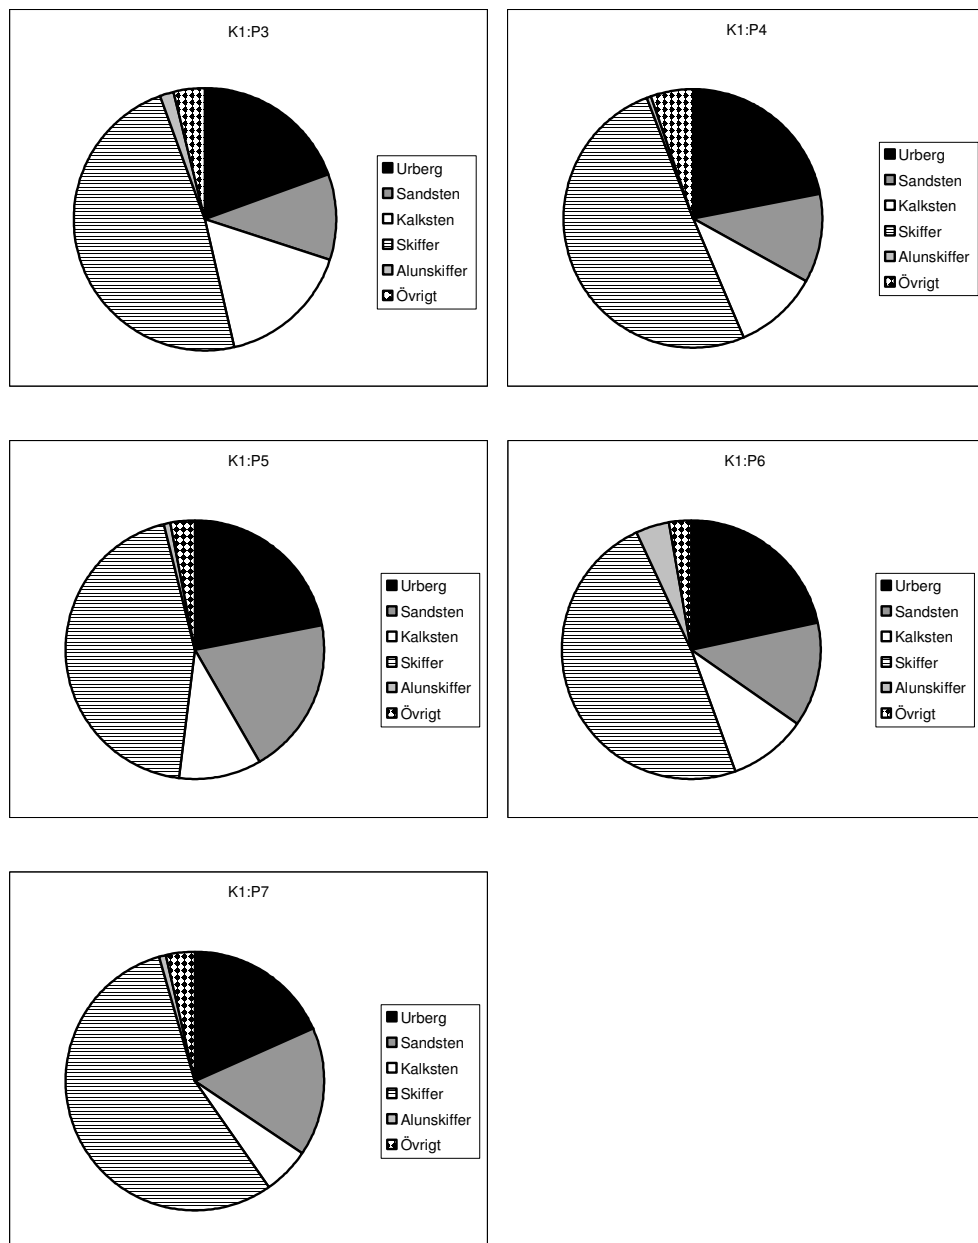 K1:P3
Urberg
Sandsten
Kalksten
Skiffer
Alunskiffer
Övrigt
K1:P4
Urberg
Sandsten
Kalksten
Skiffer
Alunskiffer
Övrigt
K1:P5
Urberg
Sandsten
Kalksten
Skiffer
Alunskiffer
Övrigt
K1:P6
Urberg
Sandsten
Kalksten
Skiffer
Alunskiffer
Övrigt
K1:P7
Urberg
Sandsten
Kalksten
Skiffer
Alunskiffer
Övrigt